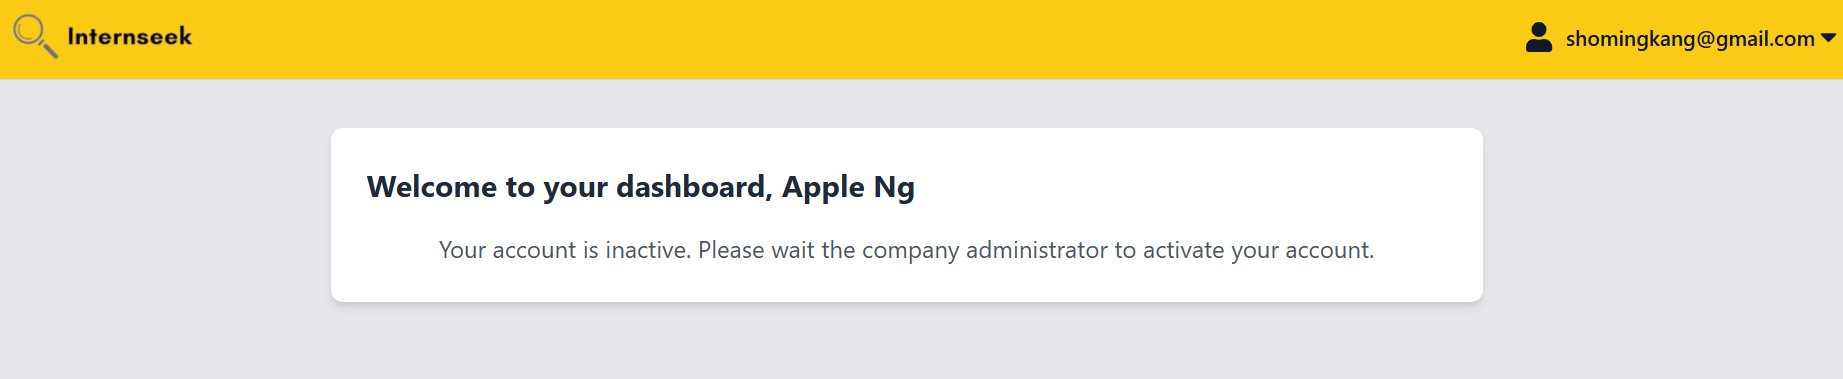 Internseek
shomingkang@gmail.com
Welcome to your dashboard, Apple Ng
Your account is inactive. Please wait the company administrator to activate your account.